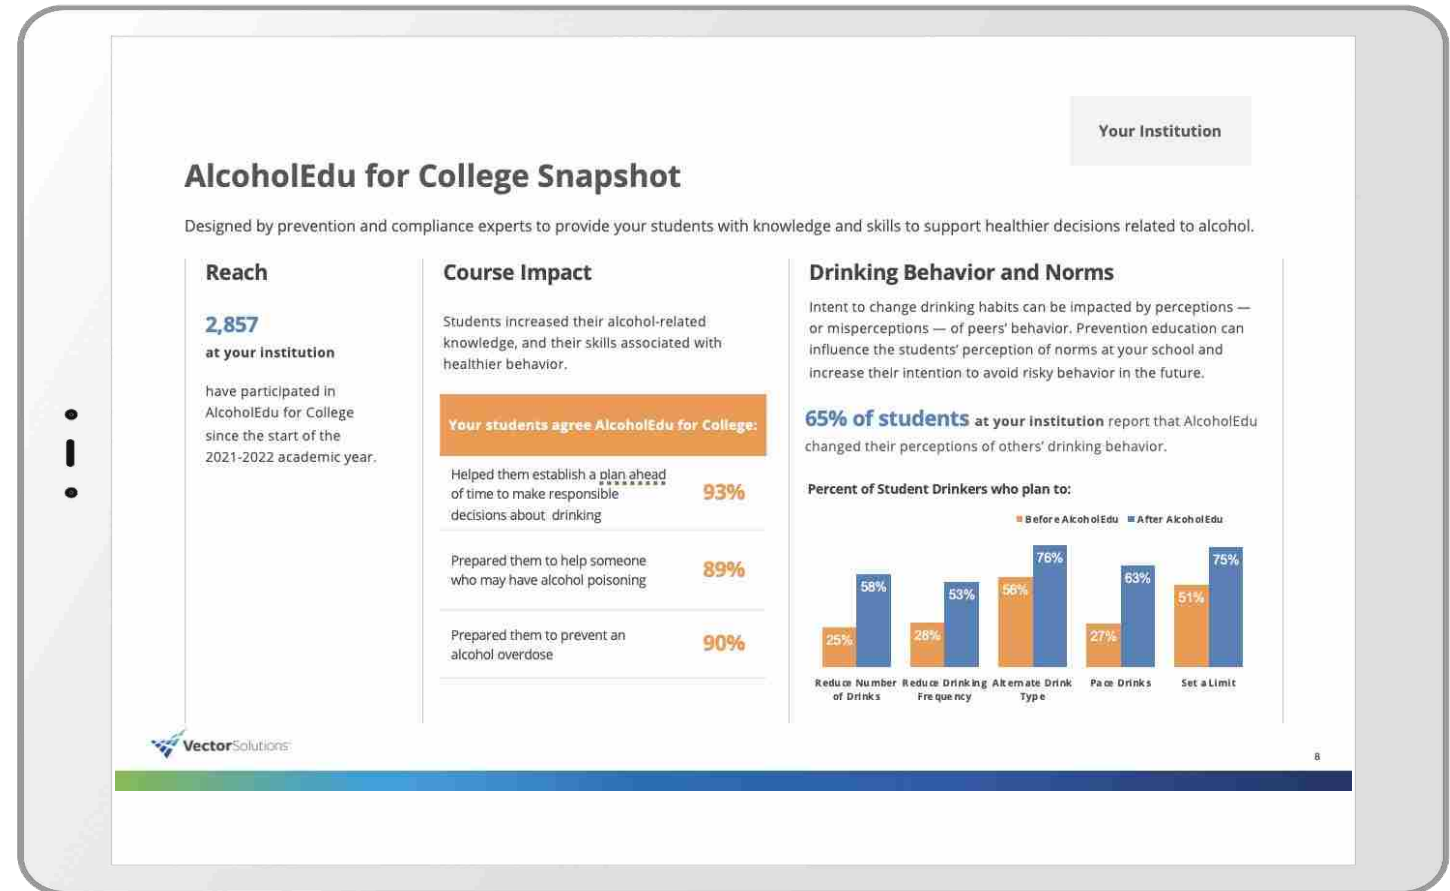 Your Institution
AlcoholEdu for College Snapshot
Designed by prevention and compliance experts to provide your students with knowledge and skills to support healthier decisions related to alcohol.
Reach
2,857
at your institution
have participated in
AlcoholEdu for College
since the start of the
2021-2022 academic year.
Course Impact
Students increased their alcohol-related
knowledge, and their skills associated with
healthier behavior.
Your students agree AlcoholEdu for College:
Helped them establish a plan ahead
of time to make responsible
decisions about drinking
93%
Prepared them to help someone
who may have alcohol poisoning
89%
Prepared them to prevent an
alcohol overdose
90%
Drinking Behavior and Norms
Intent to change drinking habits can be impacted by perceptions —
or misperceptions — of peers' behavior. Prevention education can
influence the students' perception of norms at your school and
increase their intention to avoid risky behavior in the future.
65% of students at your institution report that AlcoholEdu
changed their perceptions of others' drinking behavior.
Percent of Student Drinkers who plan to:
Before AlcoholEdu After AlcoholEdu
25% 58% 28% 53% 56% 76% 27% 63% 51% 75%
Reduce Number Reduce Drinking Alternate Drink Pace Drinks Set a Limit
of Drinks Frequency Type
VectorSolutions
8